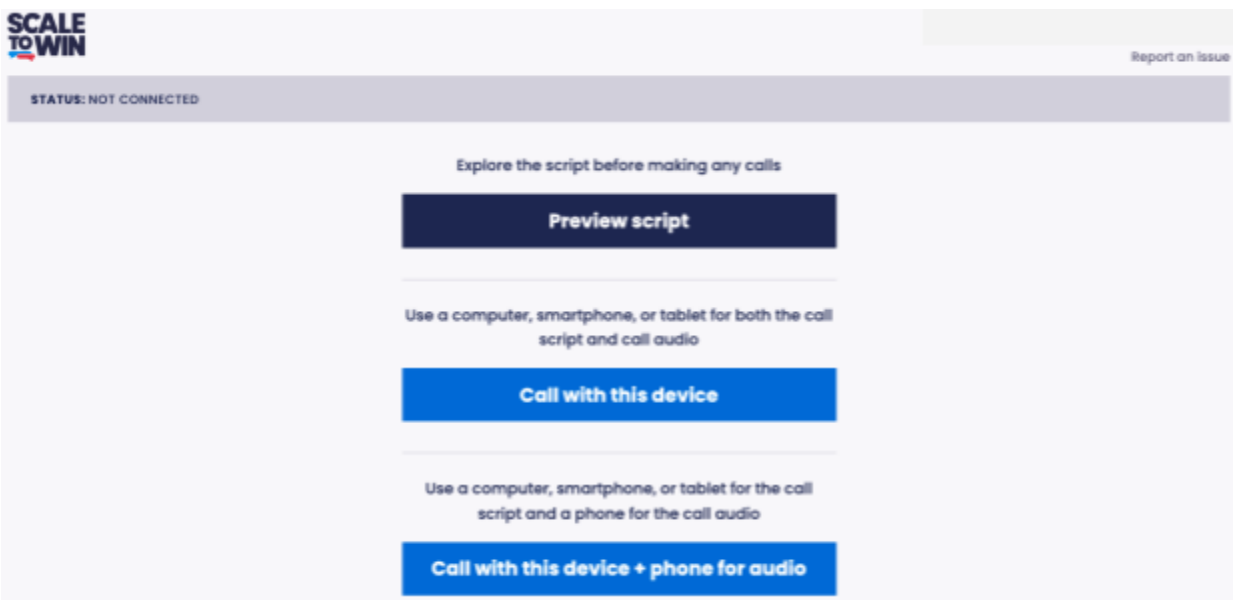 SCALE
TO WIN
Report an issue
STATUS: NOT CONNECTED
Explore the script before making any calls
Preview script
Use a computer, smartphone, or tablet for both the call
script and call audio
Call with this device
Use a computer, smartphone, or tablet for the call
script and a phone for the call audio
Call with this device + phone for audio